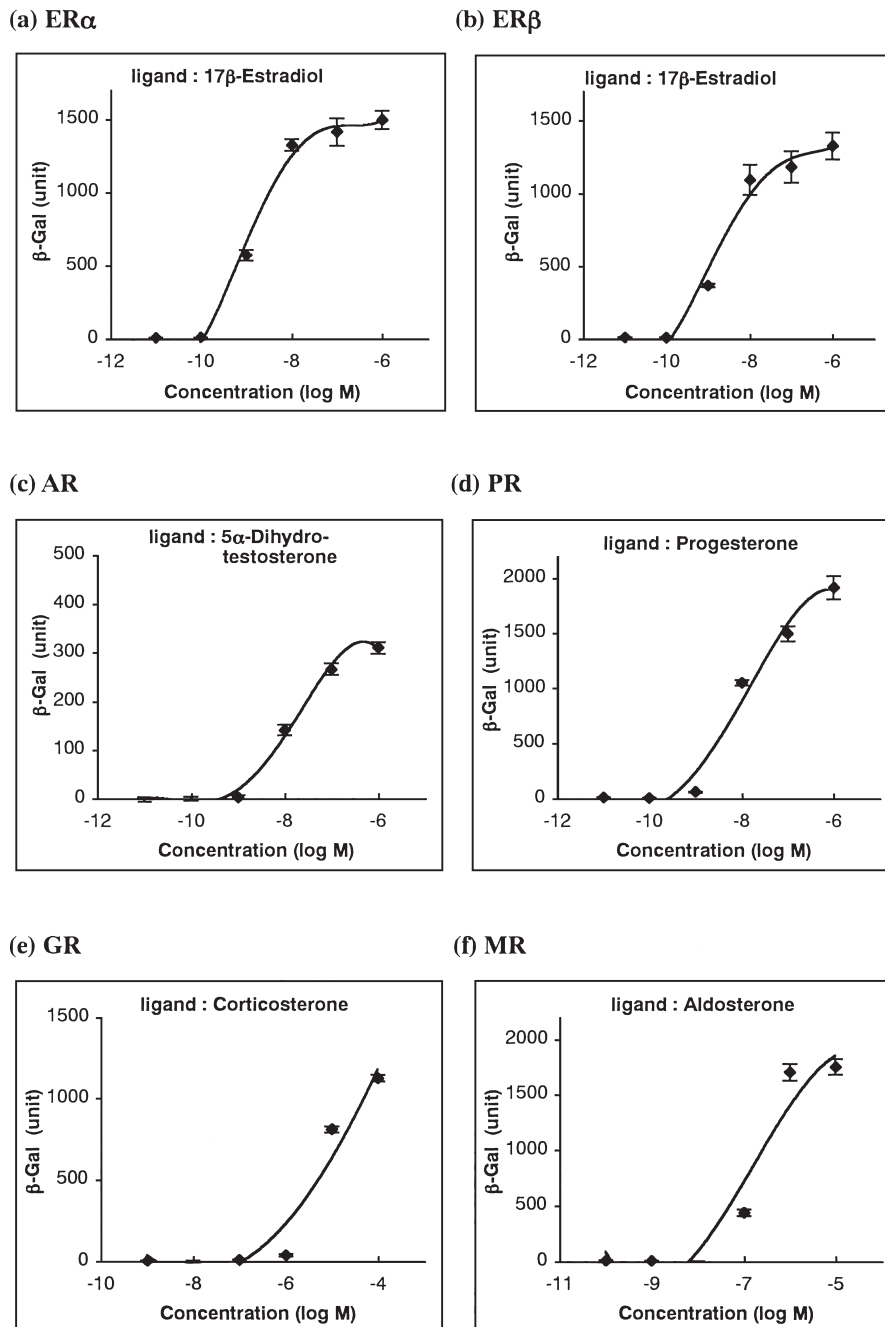 (a) ERα
ligand : 17β-Estradiol
β-Gal (unit)
1500
1000
500
0
-12 -10 -8 -6
Concentration (log M)
(b) ERβ
ligand : 17β-Estradiol
β-Gal (unit)
1500
1000
500
0
-12 -10 -8 -6
Concentration (log M)
(c) AR
ligand : 5α-Dihydro-
testosterone
β-Gal (unit)
500
400
300
200
100
0
-12 -10 -8 -6
Concentration (log M)
(d) PR
ligand : Progesterone
β-Gal (unit)
2000
1500
1000
500
0
-12 -10 -8 -6
Concentration (log M)
(e) GR
ligand : Corticosterone
β-Gal (unit)
1500
1000
500
0
-10 -8 -6 -4
Concentration (log M)
(f) MR
ligand : Aldosterone
β-Gal (unit)
2000
1500
1000
500
0
-11 -9 -7 -5
Concentration (log M)